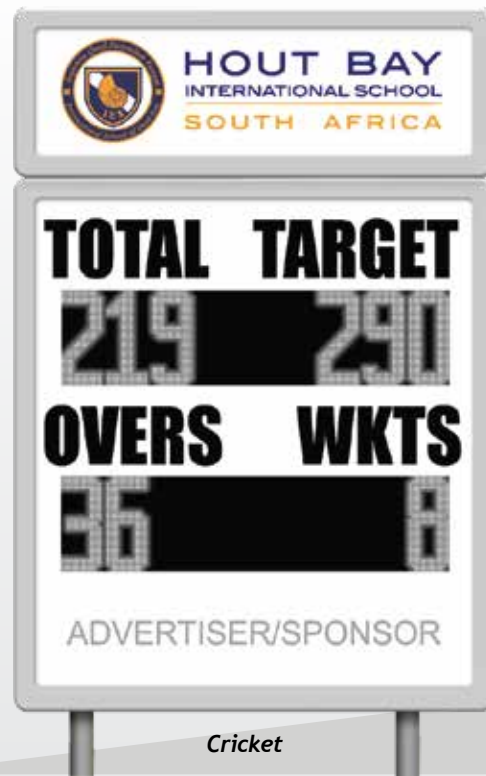 HOUT BAY
INTERNATIONAL SCHOOL
SOUTH AFRICA
TOTAL TARGET
219 290
OVERS WKTS
36 8
ADVERTISER/SPONSOR
Cricket